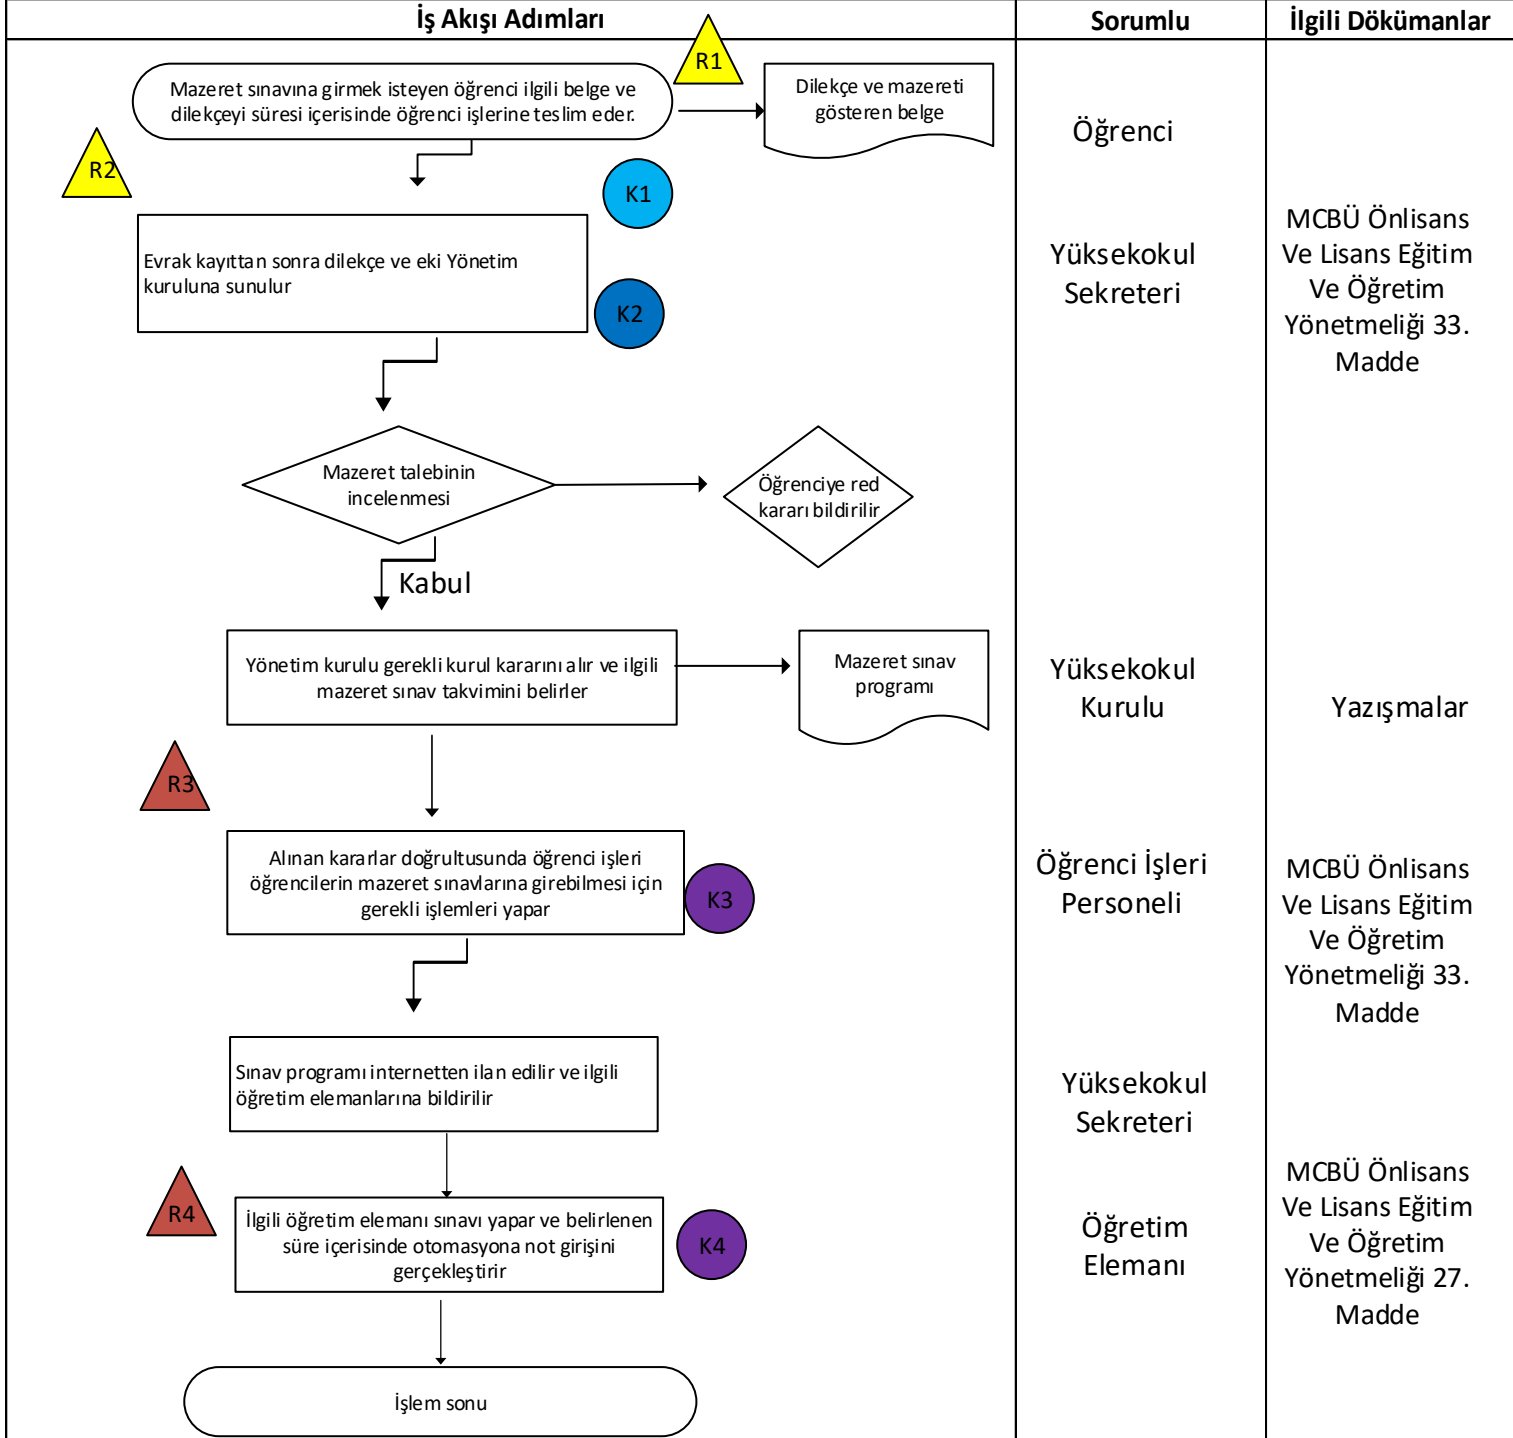 İş Akışı Adımları
Sorumlu
İlgili Dökümanlar
R1
Mazeret sınavına girmek isteyen öğrenci ilgili belge ve
dilekçeyi süresi içerisinde öğrenci işlerine teslim eder.
Dilekçe ve mazereti
gösteren belge
Öğrenci
R2
K1
Evrak kayıttan sonra dilekçe ve eki Yönetim
kuruluna sunulur
K2
Yüksekokul
Sekreteri
MCBÜ Önlisans
Ve Lisans Eğitim
Ve Öğretim
Yönetmeliği 33.
Madde
Mazeret talebinin
incelenmesi
Öğrenciye red
kararı bildirilir
Kabul
Yönetim kurulu gerekli kurul kararını alır ve ilgili
mazeret sınav takvimini belirler
Mazeret sınav
programı
Yüksekokul
Kurulu
Yazışmalar
R3
Alınan kararlar doğrultusunda öğrenci işleri
öğrencilerin mazeret sınavlarına girebilmesi için
gerekli işlemleri yapar
K3
Öğrenci İşleri
Personeli
MCBÜ Önlisans
Ve Lisans Eğitim
Ve Öğretim
Yönetmeliği 33.
Madde
Sınav programı internetten ilan edilir ve ilgili
öğretim elemanlarına bildirilir
Yüksekokul
Sekreteri
R4
İlgili öğretim elemanı sınavı yapar ve belirlenen
süre içerisinde otomasyona not girişini
gerçekleştirir
K4
Öğretim
Elemanı
MCBÜ Önlisans
Ve Lisans Eğitim
Ve Öğretim
Yönetmeliği 27.
Madde
İşlem sonu